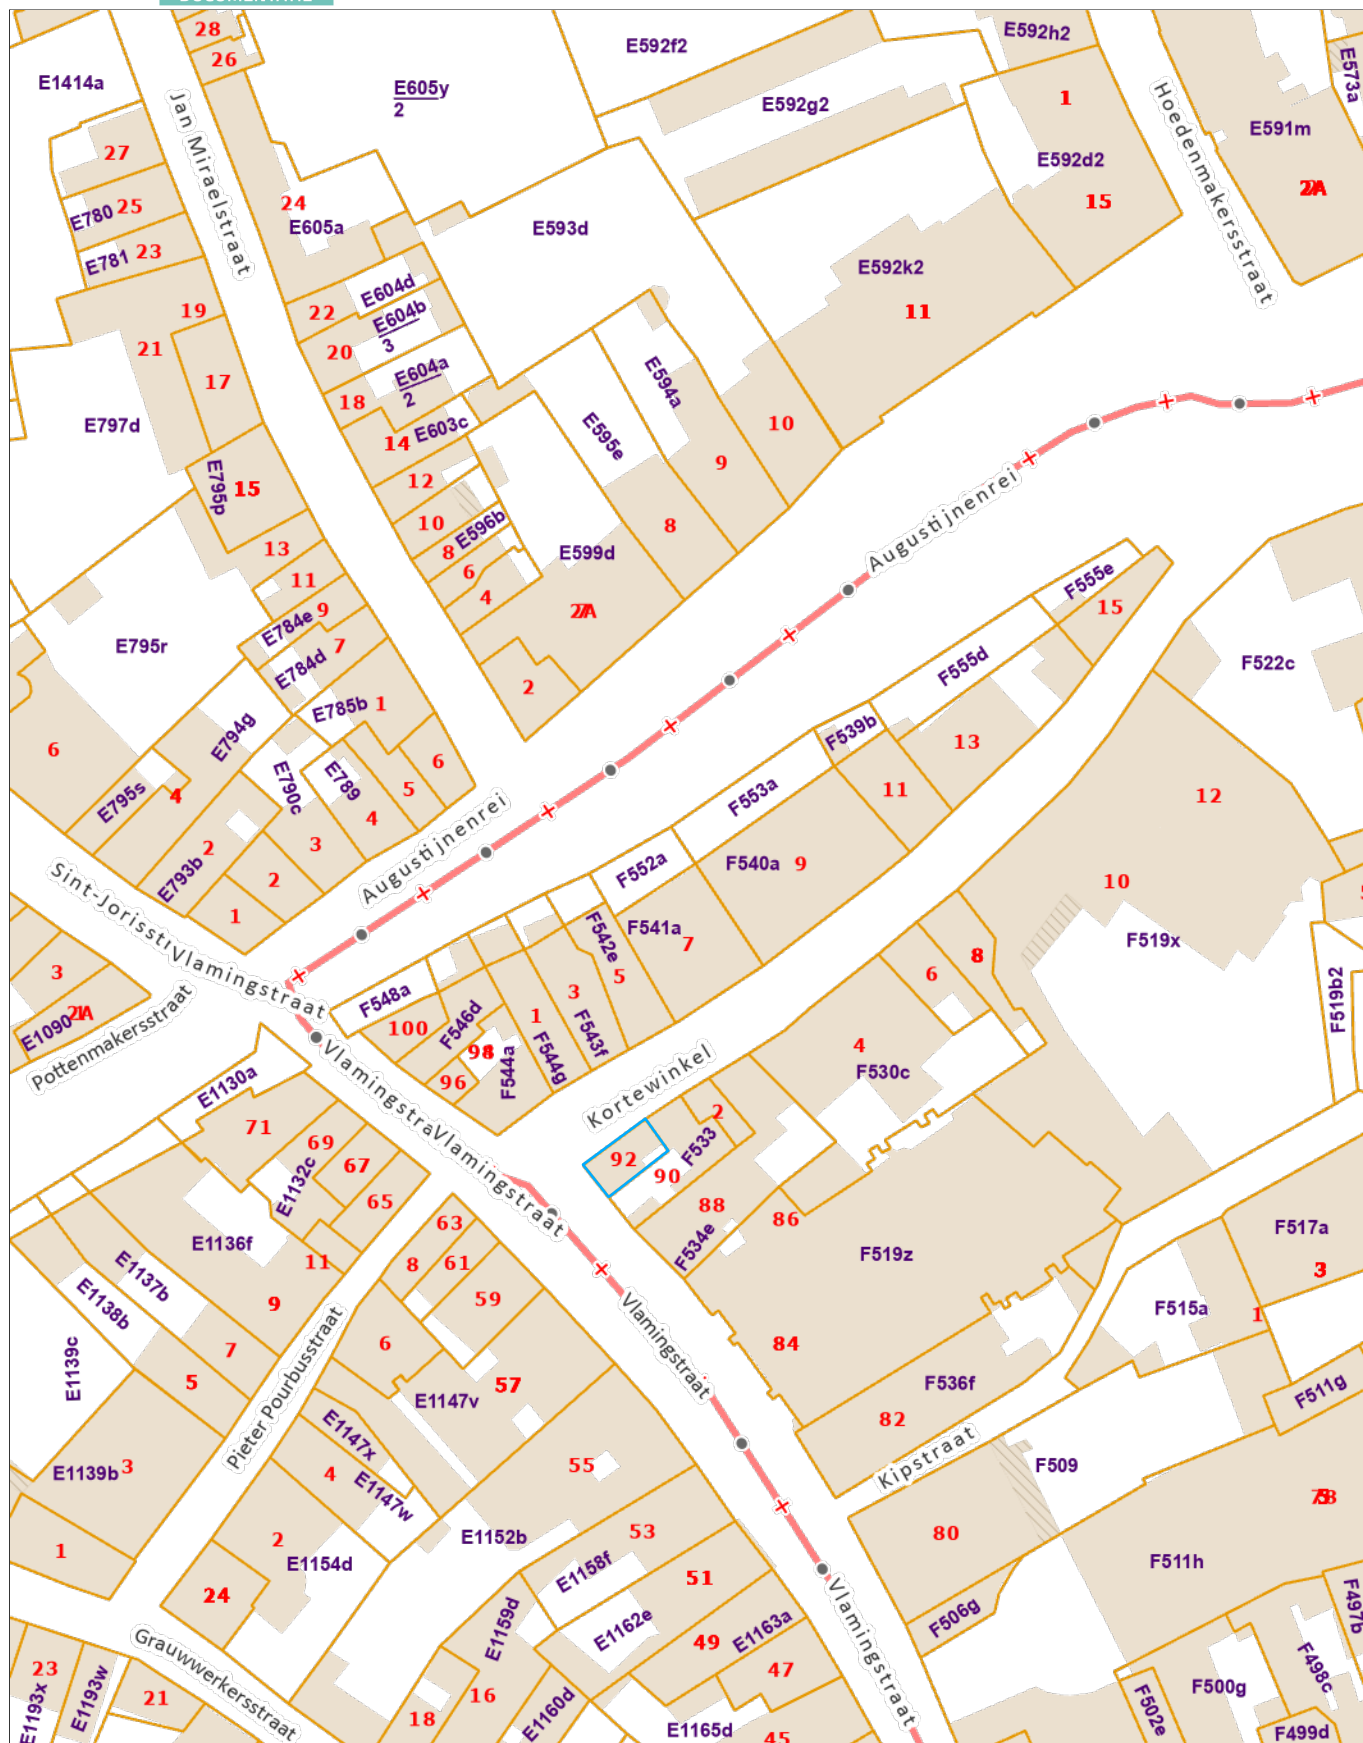 28
E592f2
E592h2
26
E573a
E1414a
E605y
2
1
E592g2
E591m
Jan Miraelstraat
Hoedenmakersstraat
27
E592d2
2A
24
15
25
E780
E605a
E593d
23
E781
E592k2
E604d
19
22
11
E604b
3
21
20
17
E604a
2
E594a
18
E797d
14
E603c
E595e
10
9
15
E795p
12
10
8
E596b
8
Augustijnenrei
13
E599d
11
6
F555e
4
9
15
E784e
E795r
7
E784d
F555d
F522c
2
1
E785b
E794g
F539b
13
6
6
E790c
E789
5
11
12
E795s
4
F553a
4
3
2
Augustijnenrei
F540a
9
E793b
2
F552a
10
1
Sint-Jorisstr
F541a
F542e
7
F519x
Vlamingstraat
8
3
5
6
F519b2
F548a
3
E1090
2A
100
F546d
1
Pottenmakersstraat
98
4
F543f
F544g
F544a
F530c
96
Vlamingstra
Vlamingstraat
Kortewinkel
E1130a
71
69
2
F533
92
67
90
E1132c
65
88
86
63
F534e
E1136f
F517a
8
61
F519z
11
E1137b
59
3
E1138b
9
F515a
1
Vlamingstraat
6
84
7
E1139c
5
57
F536f
F511g
E1147v
82
Pieter Pourbusstraat
E1147x
Kipstraat
55
F509
3
4
E1139b
E1147w
80
53
2
E1152b
1
E1154d
E1158f
F511h
51
24
F497b
E1159d
E1162e
E1163a
F506g
49
Grauwwerkersstraat
Vlamingstraat
23
47
F498c
F500g
E1193x
E1193w
21
16
18
E1160d
F502e
E1165d
45
F499d